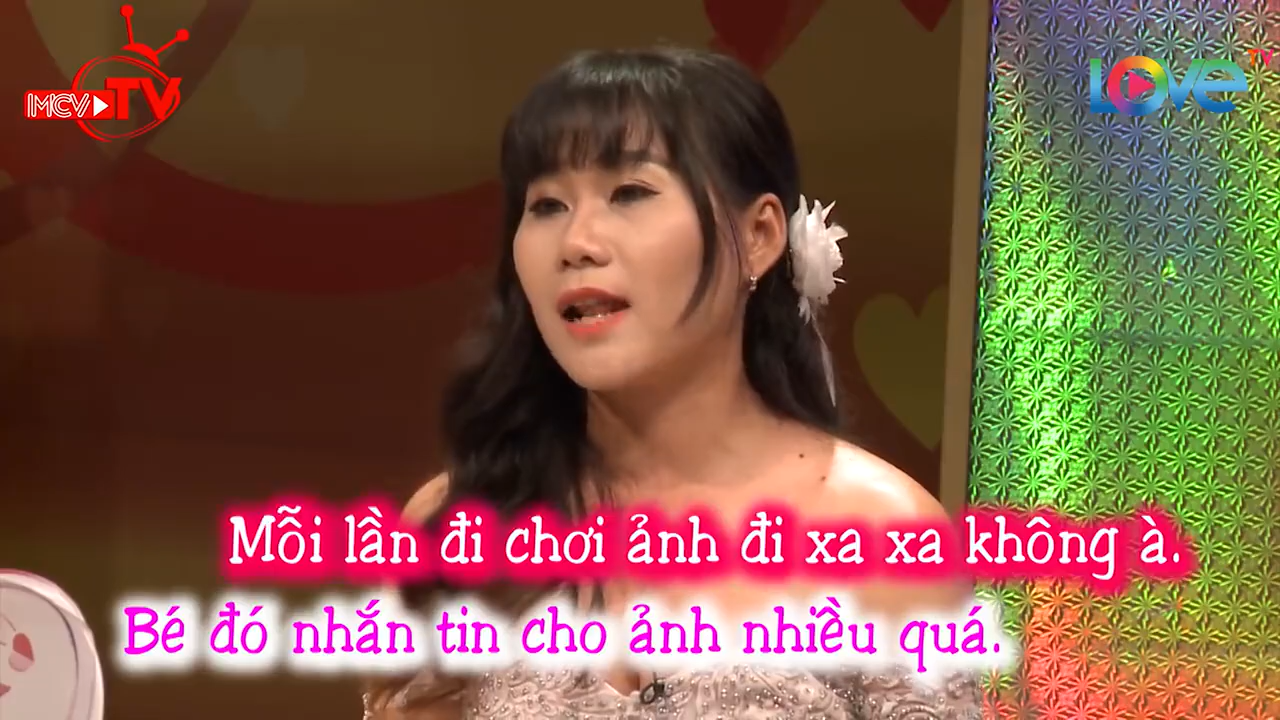 MCV TV
LOVE TV
Mỗi lần đi chơi ảnh đi xa xa không à.
Bé đó nhắn tin cho ảnh nhiều quá.